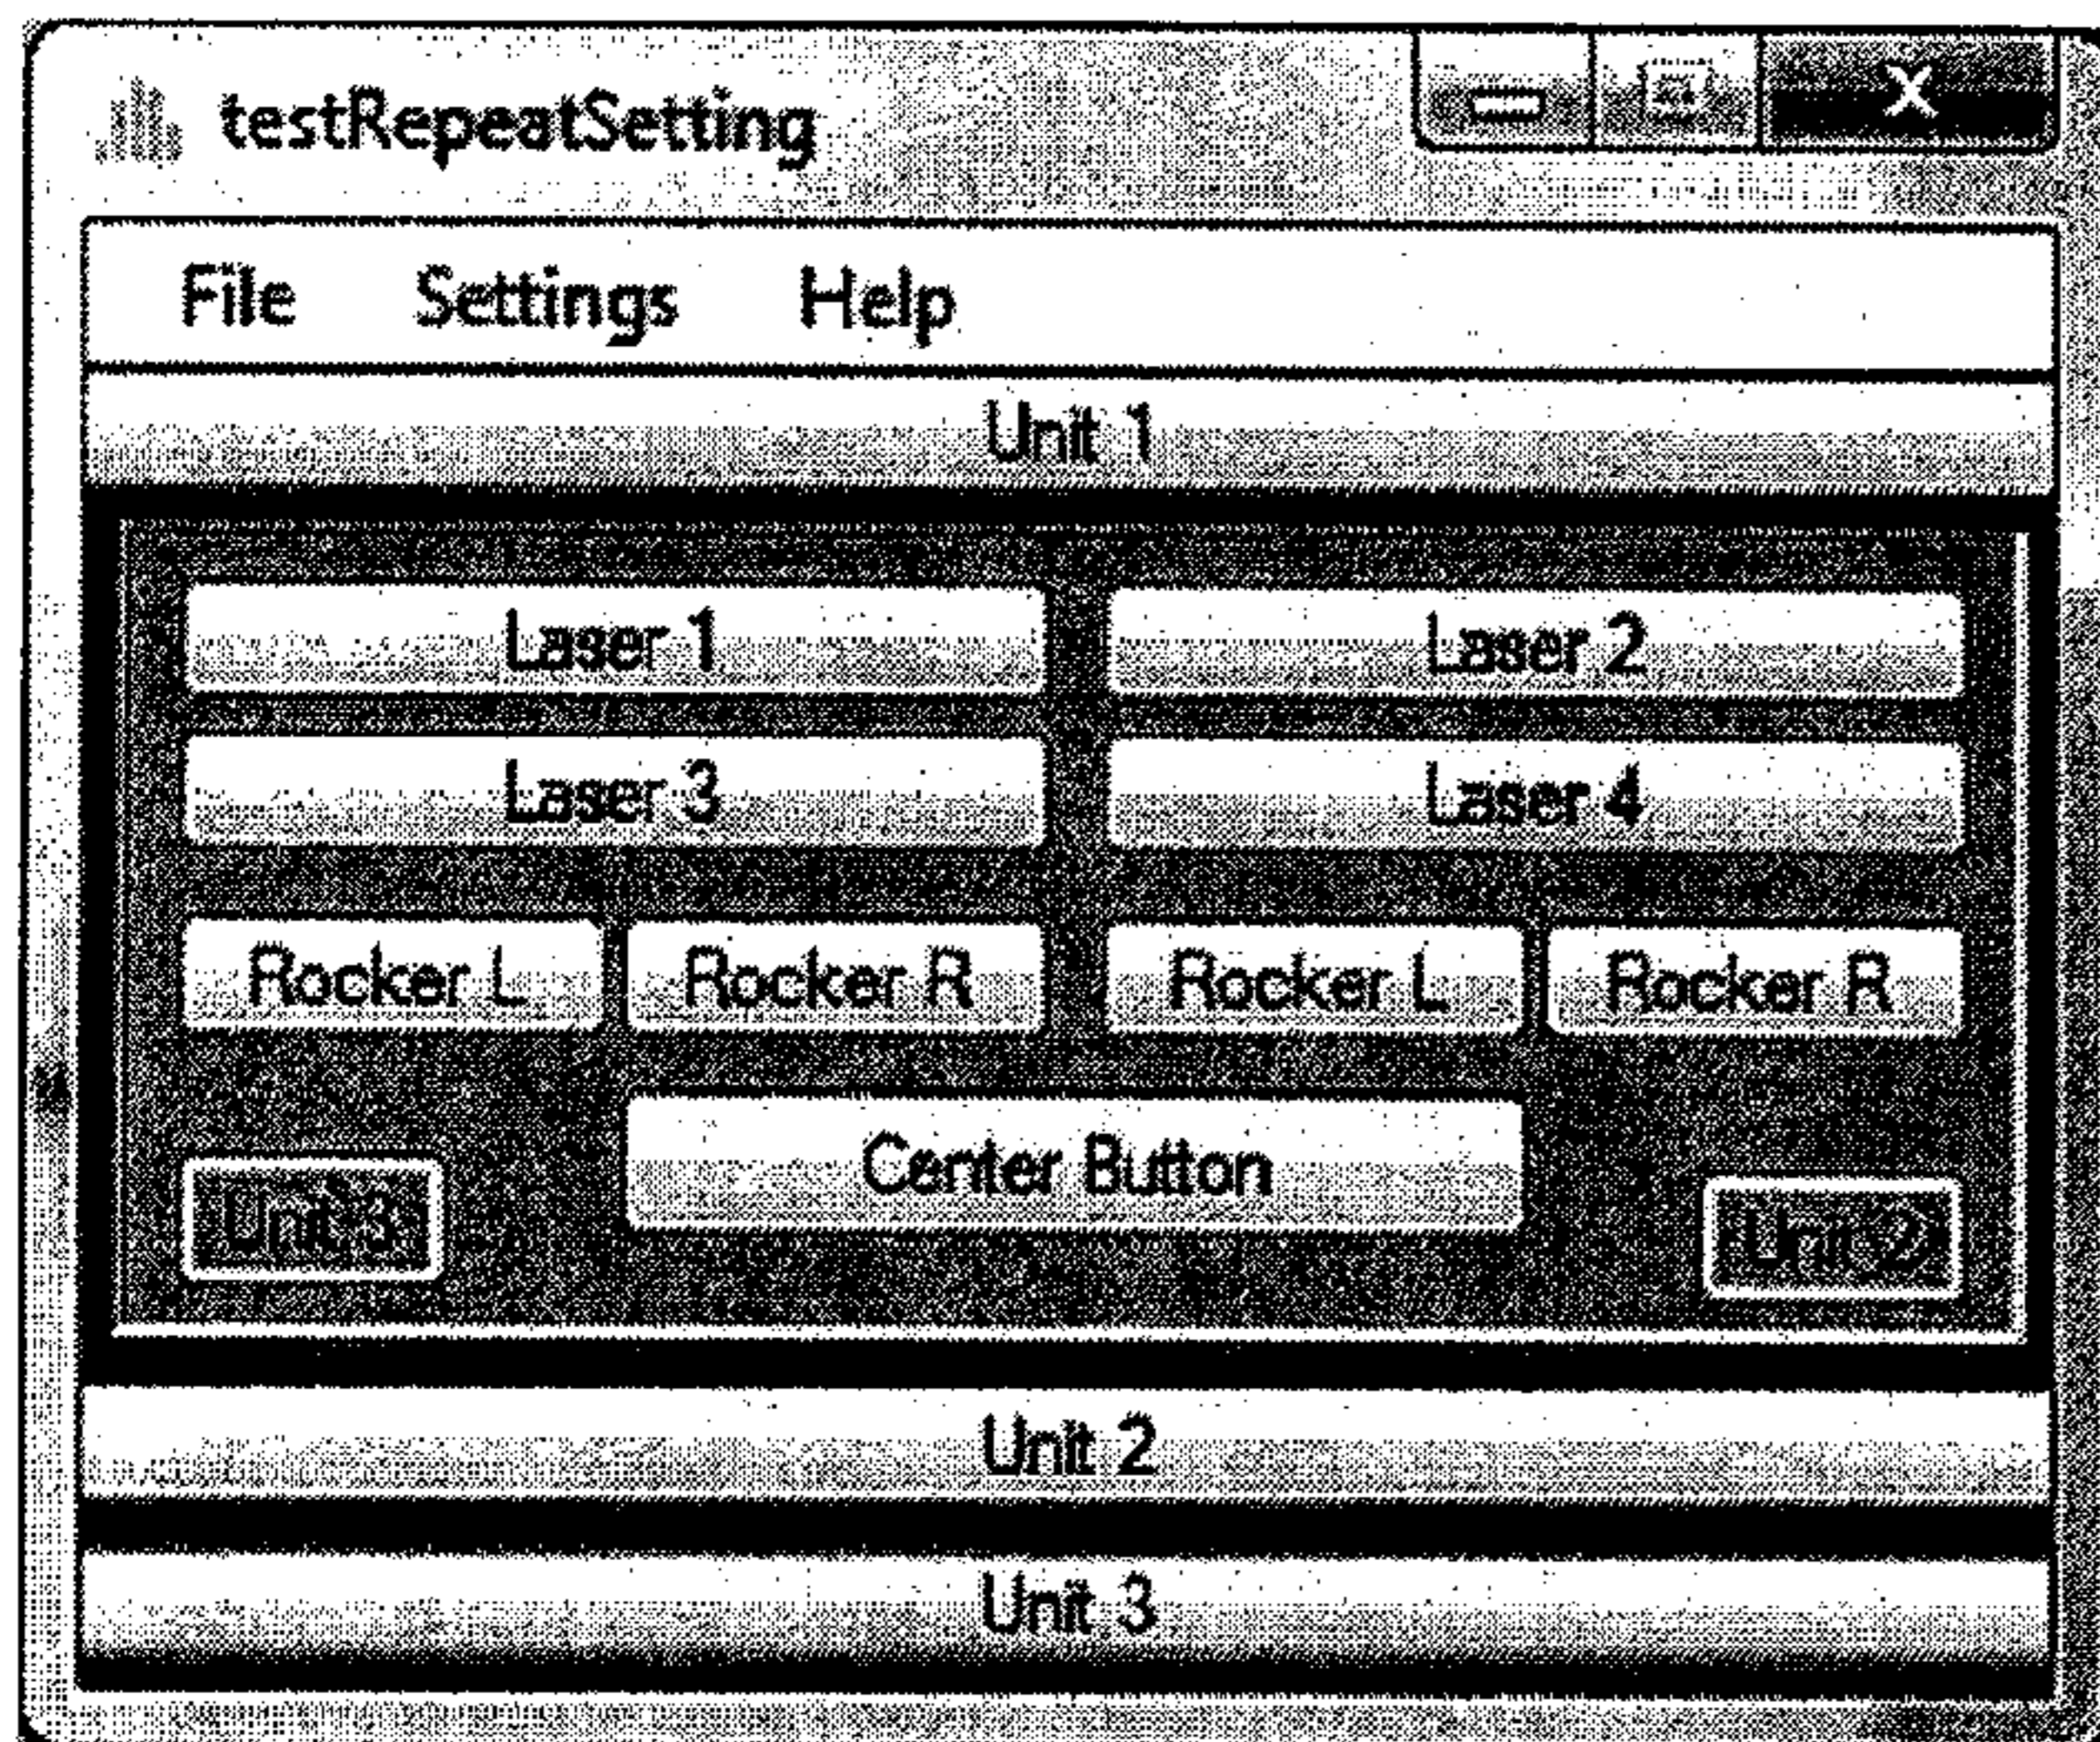 testRepeatSetting
File Settings Help
Unit 1
Laser 1 Laser 2
Laser 3 Laser 4
Rocker L Rocker R Rocker L Rocker R
Center Button
Unit 3 Unit 2
Unit 2
Unit 3